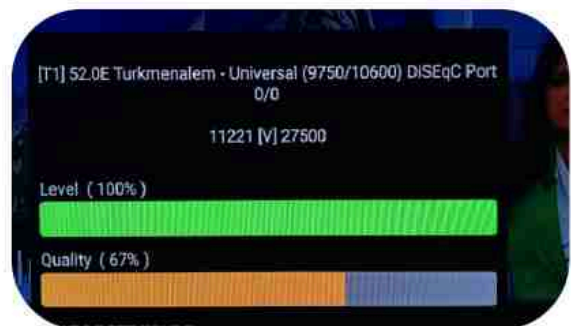 [T1] 52.0E Turkmenalem - Universal (9750/10600) DiSEqC Port
0/0
11221 [V] 27500
Level ( 100% )
Quality ( 67% )